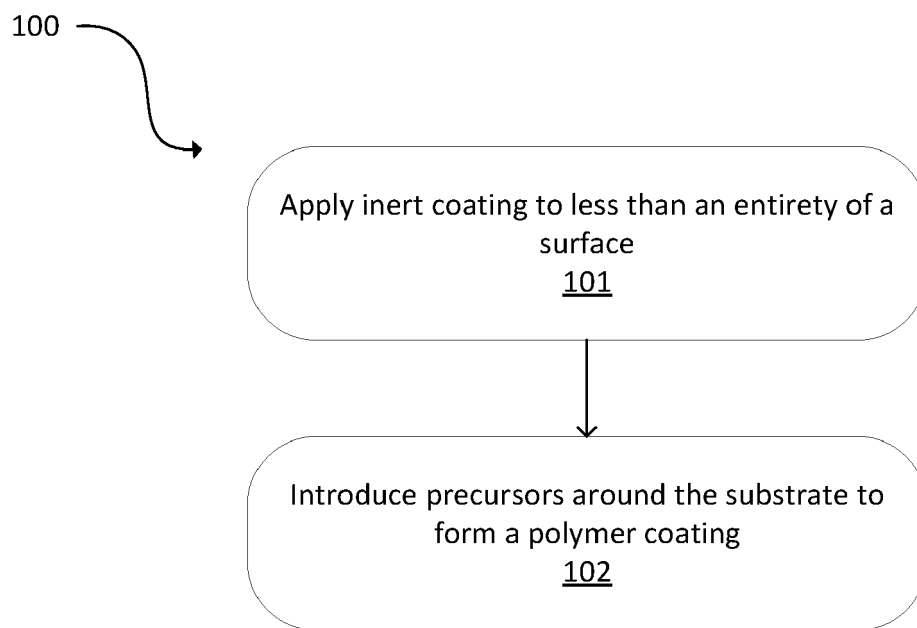 100
Apply inert coating to less than an entirety of a
surface
101
Introduce precursors around the substrate to
form a polymer coating
102